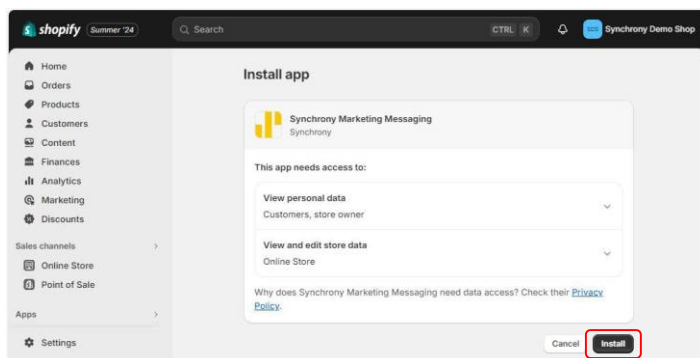 shopify Summer '24
Search
CTRL K
SDS
Synchrony Demo Shop
Home
Orders
Products
Customers
Content
Finances
Analytics
Marketing
Discounts
Sales channels
Online Store
Point of Sale
Apps
Settings
Install app
Synchrony Marketing Messaging
Synchrony
This app needs access to:
View personal data
Customers, store owner
View and edit store data
Online Store
Why does Synchrony Marketing Messaging need data access? Check their Privacy
Policy.
Cancel
Install